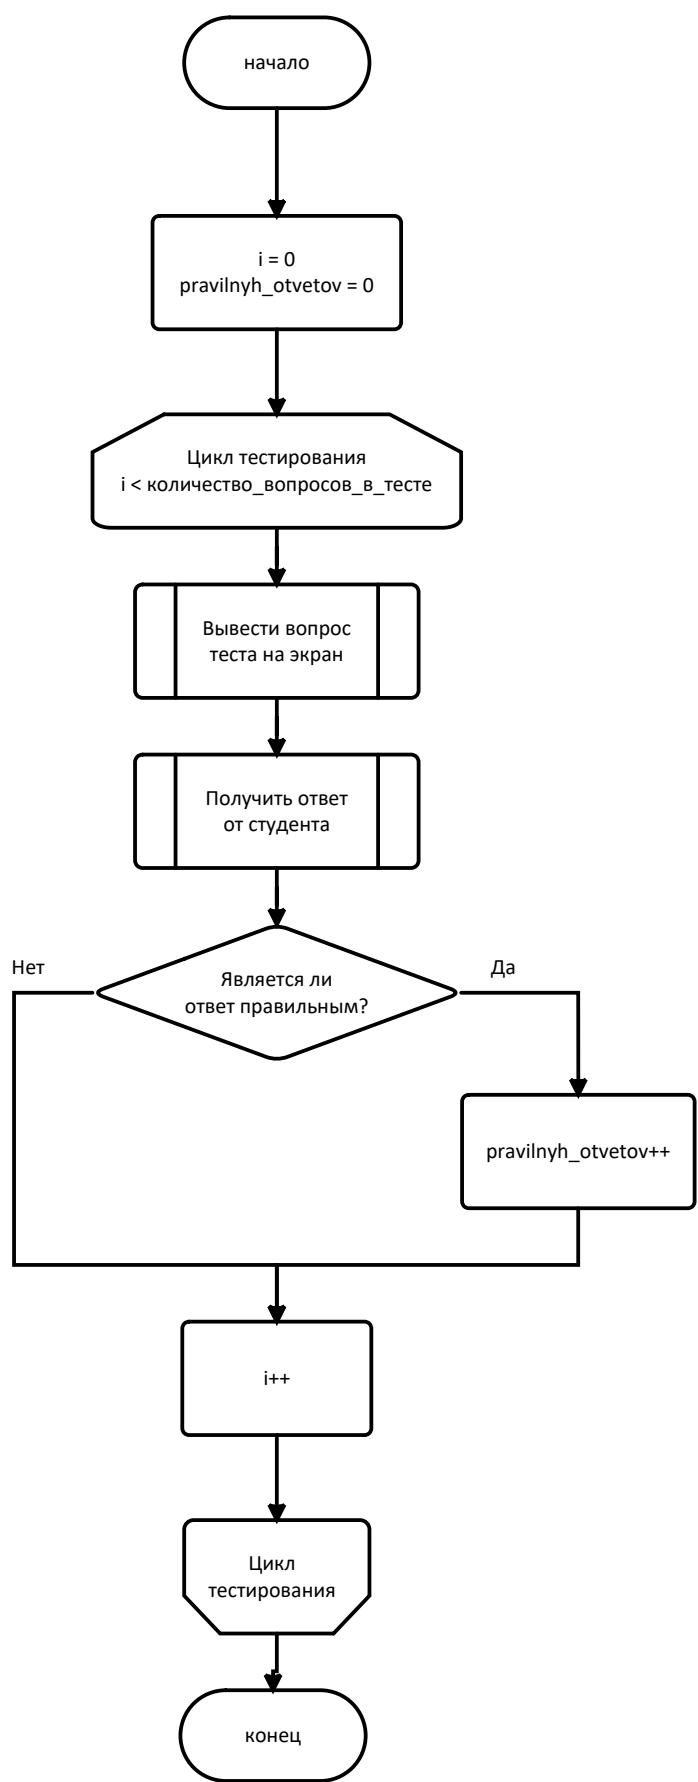 начало
i = 0
pravilnyh_otvetov = 0
Цикл тестирования
i < количество_вопросов_в_тесте
Вывести вопрос
теста на экран
Получить ответ
от студента
Нет
Является ли
ответ правильным?
Да
pravilnyh_otvetov++
i++
Цикл
тестирования
конец